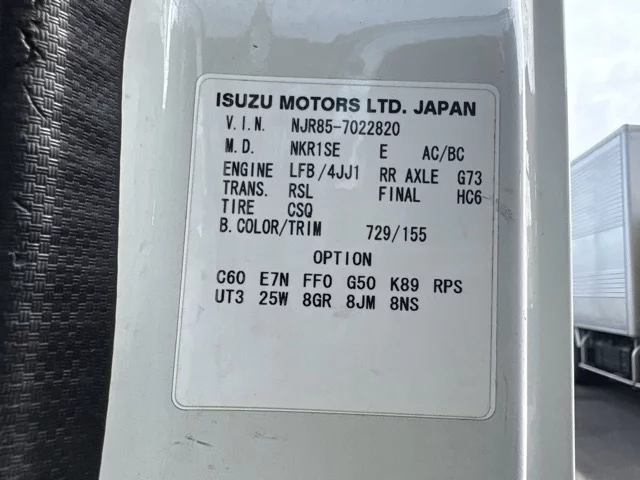 ISUZU MOTORS LTD. JAPAN
V.I.N. NJR85-7022820
M.D. NKR1SE E AC/BC
ENGINE LFB/4JJ1 RR AXLE G73
TRANS. RSL FINAL HC6
TIRE CSQ
B.COLOR/TRIM 729/155
OPTION
C60 E7N FF0 G50 K89 RPS
UT3 25W 8GR 8JM 8NS